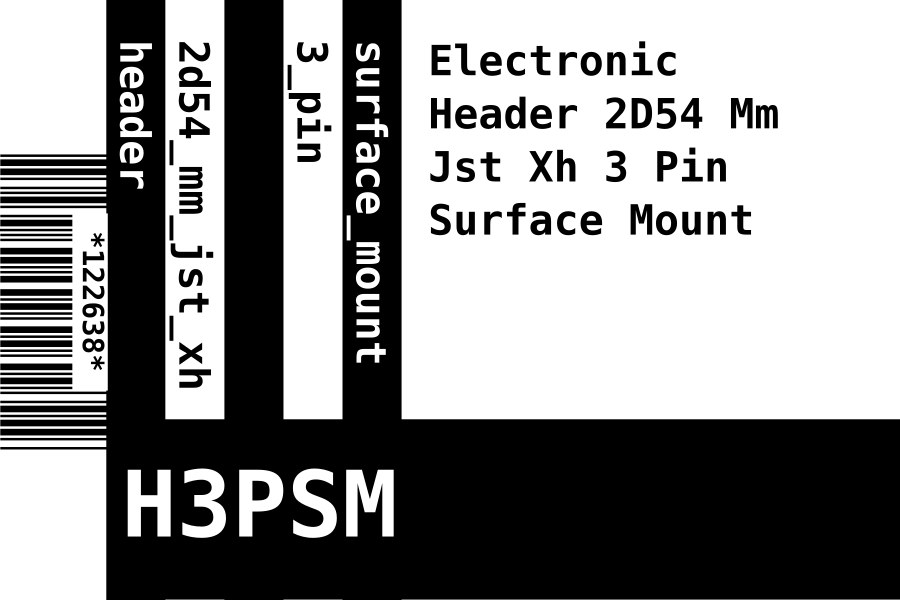 *122638*
header
2d54_mm_jst_xh
3_pin
surface_mount
Electronic
Header 2D54 Mm
Jst Xh 3 Pin
Surface Mount
H3PSM